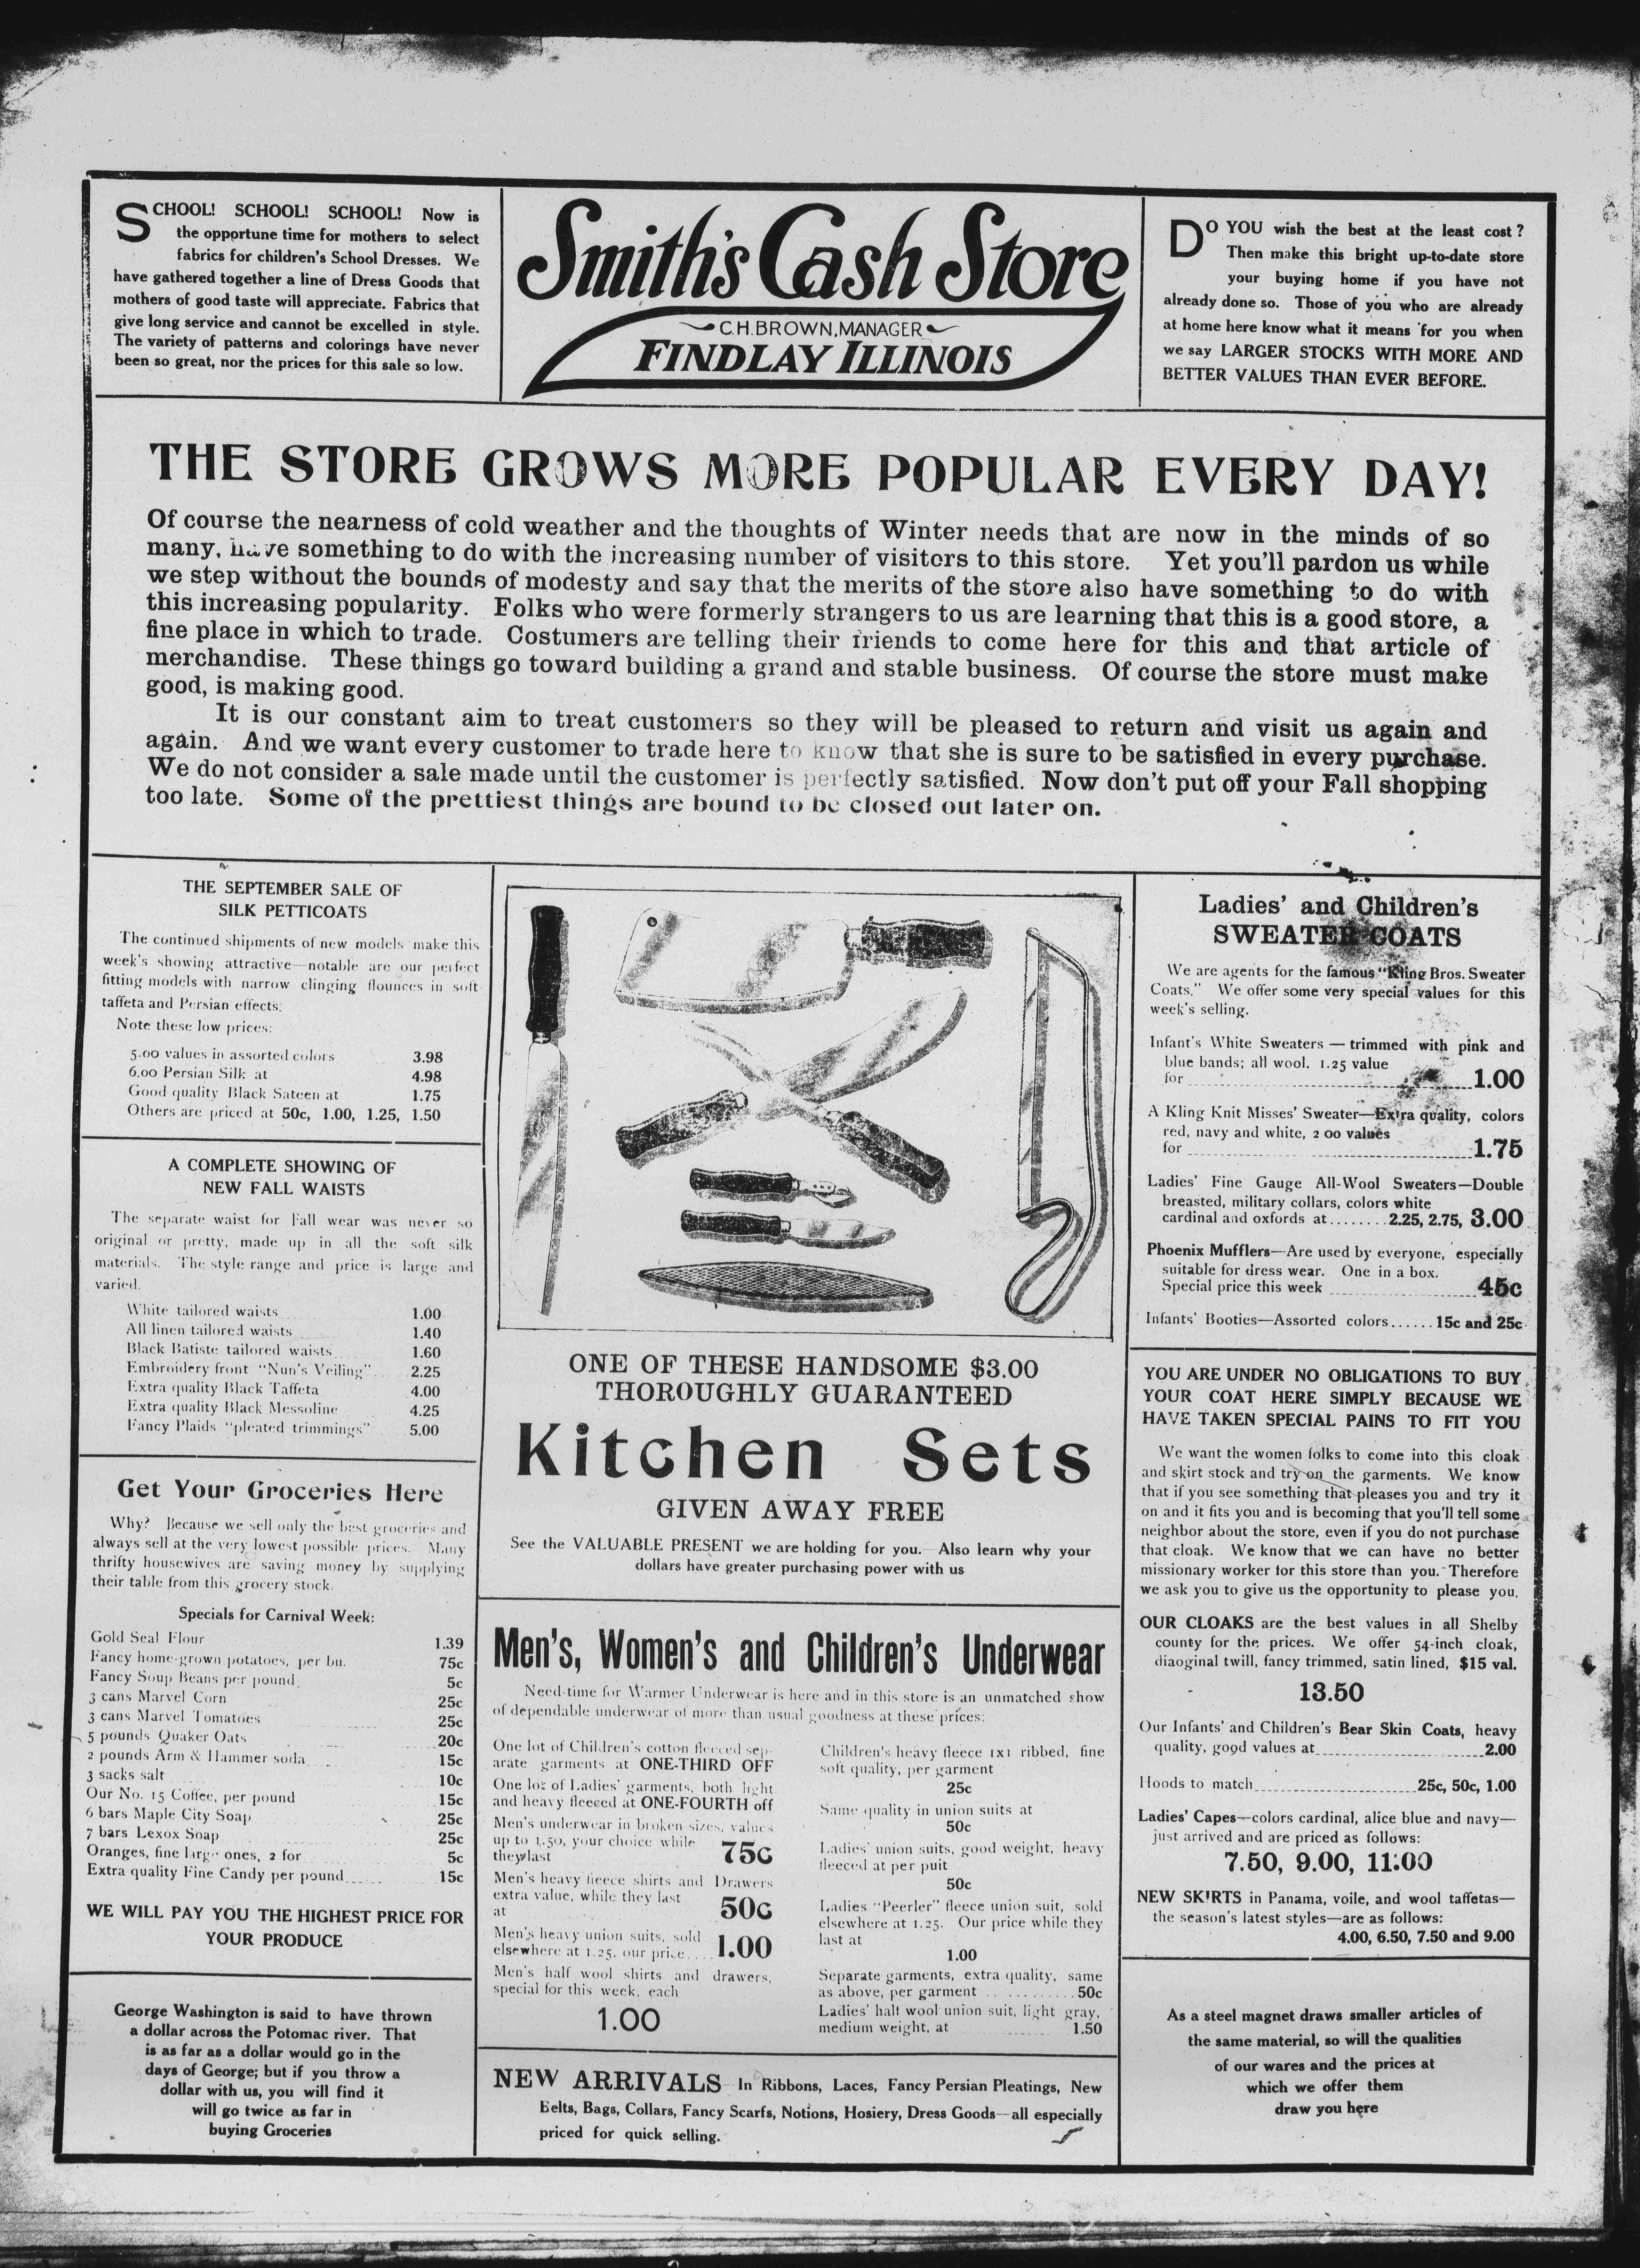 SCHOOL! SCHOOL! SCHOOL! Now is
the opportune time for mothers to select
fabrics for children's School Dresses. We
have gathered together a line of Dress Goods that
mothers of good taste will appreciate. Fabrics that
give long service and cannot be excelled in style.
The variety of patterns and colorings have never
been so great, nor the prices for this sale so low.
Smith's Cash Store
C.H. BROWN, MANAGER
FINDLAY ILLINOIS
DO YOU wish the best at the least cost?
Then make this bright up-to-date store
your buying home if you have not
already done so. Those of you who are already
at home here know what it means for you when
we say LARGER STOCKS WITH MORE AND
BETTER VALUES THAN EVER BEFORE.
THE STORE GROWS MORE POPULAR EVERY DAY!
Of course the nearness of cold weather and the thoughts of Winter needs that are now in the minds of so
many, have something to do with the increasing number of visitors to this store. Yet you'll pardon us while
we step without the bounds of modesty and say that the merits of the store also have something to do with
this increasing popularity. Folks who were formerly strangers to us are learning that this is a good store, a
fine place in which to trade. Costumers are telling their friends to come here for this and that article of
merchandise. These things go toward building a grand and stable business. Of course the store must make
good, is making good.
It is our constant aim to treat customers so they will be pleased to return and visit us again and
again. And we want every customer to trade here to know that she is sure to be satisfied in every purchase.
We do not consider a sale made until the customer is perfectly satisfied. Now don't put off your Fall shopping
too late. Some of the prettiest things are bound to be closed out later on.
THE SEPTEMBER SALE OF
SILK PETTICOATS
The continued shipments of new models make this
week's showing attractive—notable are our perfect
fitting models with narrow clinging flounces in soft
taffeta and Persian effects:
Note these low prices:
5.00 values in assorted colors 3.98
6.00 Persian Silk at 4.98
Good quality Black Sateen at 1.75
Others are priced at 50c, 1.00, 1.25, 1.50
A COMPLETE SHOWING OF
NEW FALL WAISTS
The separate waist for Fall wear was never so
original or pretty, made up in all the soft silk
materials. The style range and price is large and
varied.
White tailored waists 1.00
All linen tailored waists 1.40
Black Batiste tailored waists 1.60
Embroidery front "Nun's Veiling" 2.25
Extra quality Black Taffeta 4.00
Extra quality Black Messoline 4.25
Fancy Plaids "pleated trimmings" 5.00
Get Your Groceries Here
Why? Because we sell only the best groceries and
always sell at the very lowest possible prices. Many
thrifty housewives are saving money by supplying
their table from this grocery stock.
Specials for Carnival Week:
Gold Seal Flour 1.39
Fancy home-grown potatoes, per bu. 75c
Fancy Soup Beans per pound 5c
3 cans Marvel Corn 25c
3 cans Marvel Tomatoes 25c
5 pounds Quaker Oats 20c
2 pounds Arm & Hammer soda 15c
3 sacks salt 10c
Our No. 15 Coffee, per pound 15c
6 bars Maple City Soap 25c
7 bars Lexox Soap 25c
Oranges, fine large ones, 2 for 5c
Extra quality Fine Candy per pound 15c
WE WILL PAY YOU THE HIGHEST PRICE FOR
YOUR PRODUCE
George Washington is said to have thrown
a dollar across the Potomac river. That
is as far as a dollar would go in the
days of George; but if you throw a
dollar with us, you will find it
will go twice as far in
buying Groceries
ONE OF THESE HANDSOME $3.00
THOROUGHLY GUARANTEED
Kitchen Sets
GIVEN AWAY FREE
See the VALUABLE PRESENT we are holding for you. Also learn why your
dollars have greater purchasing power with us
Men's, Women's and Children's Underwear
Need-time for Warmer Underwear is here and in this store is an unmatched show
of dependable underwear of more than usual goodness at these prices:
One lot of Children's cotton fleeced sep-
arate garments at ONE-THIRD OFF
One lot of Ladies' garments, both light
and heavy fleeced at ONE-FOURTH off
Men's underwear in broken sizes, values
up to 1.50, your choice while
they last 75c
Men's heavy fleece shirts and Drawers
extra value, while they last
at 50c
Men's heavy union suits, sold
elsewhere at 1.25, our price.... 1.00
Men's half wool shirts and drawers,
special for this week, each
1.00
Children's heavy fleece 1x1 ribbed, fine
soft quality, per garment
25c
Same quality in union suits at
50c
Ladies' union suits, good weight, heavy
fleeced at per puit
50c
Ladies "Peerler" fleece union suit, sold
elsewhere at 1.25. Our price while they
last at
1.00
Separate garments, extra quality, same
as above, per garment 50c
Ladies' half wool union suit, light gray,
medium weight, at 1.50
NEW ARRIVALS In Ribbons, Laces, Fancy Persian Pleatings, New
Belts, Bags, Collars, Fancy Scarfs, Notions, Hosiery, Dress Goods—all especially
priced for quick selling.
Ladies' and Children's
SWEATER COATS
We are agents for the famous "Kling Bros. Sweater
Coats." We offer some very special values for this
week's selling.
Infant's White Sweaters — trimmed with pink and
blue bands; all wool. 1.25 value
for 1.00
A Kling Knit Misses' Sweater—Extra quality, colors
red, navy and white, 2 00 values
for 1.75
Ladies' Fine Gauge All-Wool Sweaters—Double
breasted, military collars, colors white
cardinal and oxfords at........2.25, 2.75, 3.00
Phoenix Mufflers—Are used by everyone, especially
suitable for dress wear. One in a box.
Special price this week 45c
Infants' Booties—Assorted colors......15c and 25c
YOU ARE UNDER NO OBLIGATIONS TO BUY
YOUR COAT HERE SIMPLY BECAUSE WE
HAVE TAKEN SPECIAL PAINS TO FIT YOU
We want the women folks to come into this cloak
and skirt stock and try on the garments. We know
that if you see something that pleases you and try it
on and it fits you and is becoming that you'll tell some
neighbor about the store, even if you do not purchase
that cloak. We know that we can have no better
missionary worker for this store than you. Therefore
we ask you to give us the opportunity to please you.
OUR CLOAKS are the best values in all Shelby
county for the prices. We offer 54-inch cloak,
diaoginal twill, fancy trimmed, satin lined, $15 val.
13.50
Our Infants' and Children's Bear Skin Coats, heavy
quality, good values at 2.00
Hoods to match 25c, 50c, 1.00
Ladies' Capes—colors cardinal, alice blue and navy—
just arrived and are priced as follows:
7.50, 9.00, 11:00
NEW SKIRTS in Panama, voile, and wool taffetas—
the season's latest styles—are as follows:
4.00, 6.50, 7.50 and 9.00
As a steel magnet draws smaller articles of
the same material, so will the qualities
of our wares and the prices at
which we offer them
draw you here